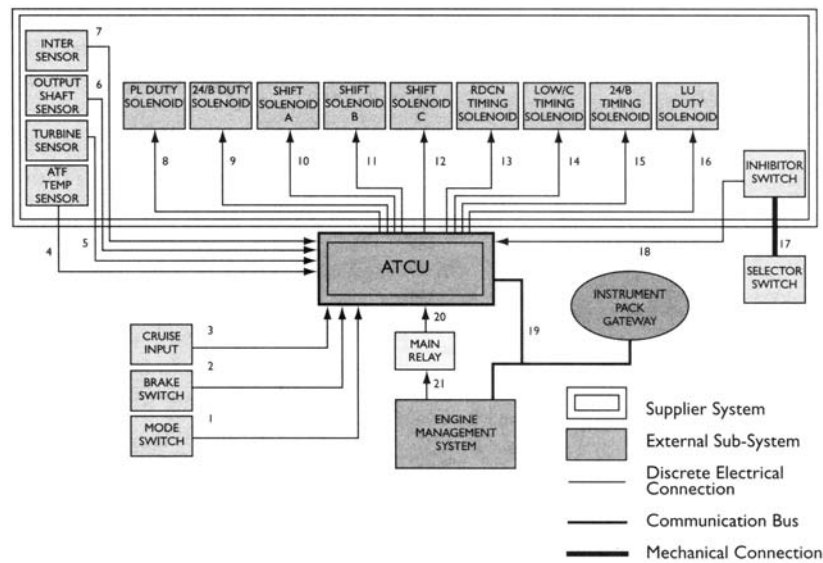 7
INTER
SENSOR
6
OUTPUT
SHAFT
SENSOR
TURBINE
SENSOR
ATF
TEMP
SENSOR
4
5
PL DUTY
SOLENOID
24/B DUTY
SOLENOID
SHIFT
SOLENOID
A
SHIFT
SOLENOID
B
SHIFT
SOLENOID
C
RDCN
TIMING
SOLENOID
LOW/C
TIMING
SOLENOID
24/B
TIMING
SOLENOID
LU
DUTY
SOLENOID
8
9
10
11
12
13
14
15
16
INHIBITOR
SWITCH
17
18
SELECTOR
SWITCH
ATCU
INSTRUMENT
PACK
GATEWAY
19
20
MAIN
RELAY
21
ENGINE
MANAGEMENT
SYSTEM
3
CRUISE
INPUT
2
BRAKE
SWITCH
1
MODE
SWITCH
Supplier System
External Sub-System
Discrete Electrical
Connection
Communication Bus
Mechanical Connection